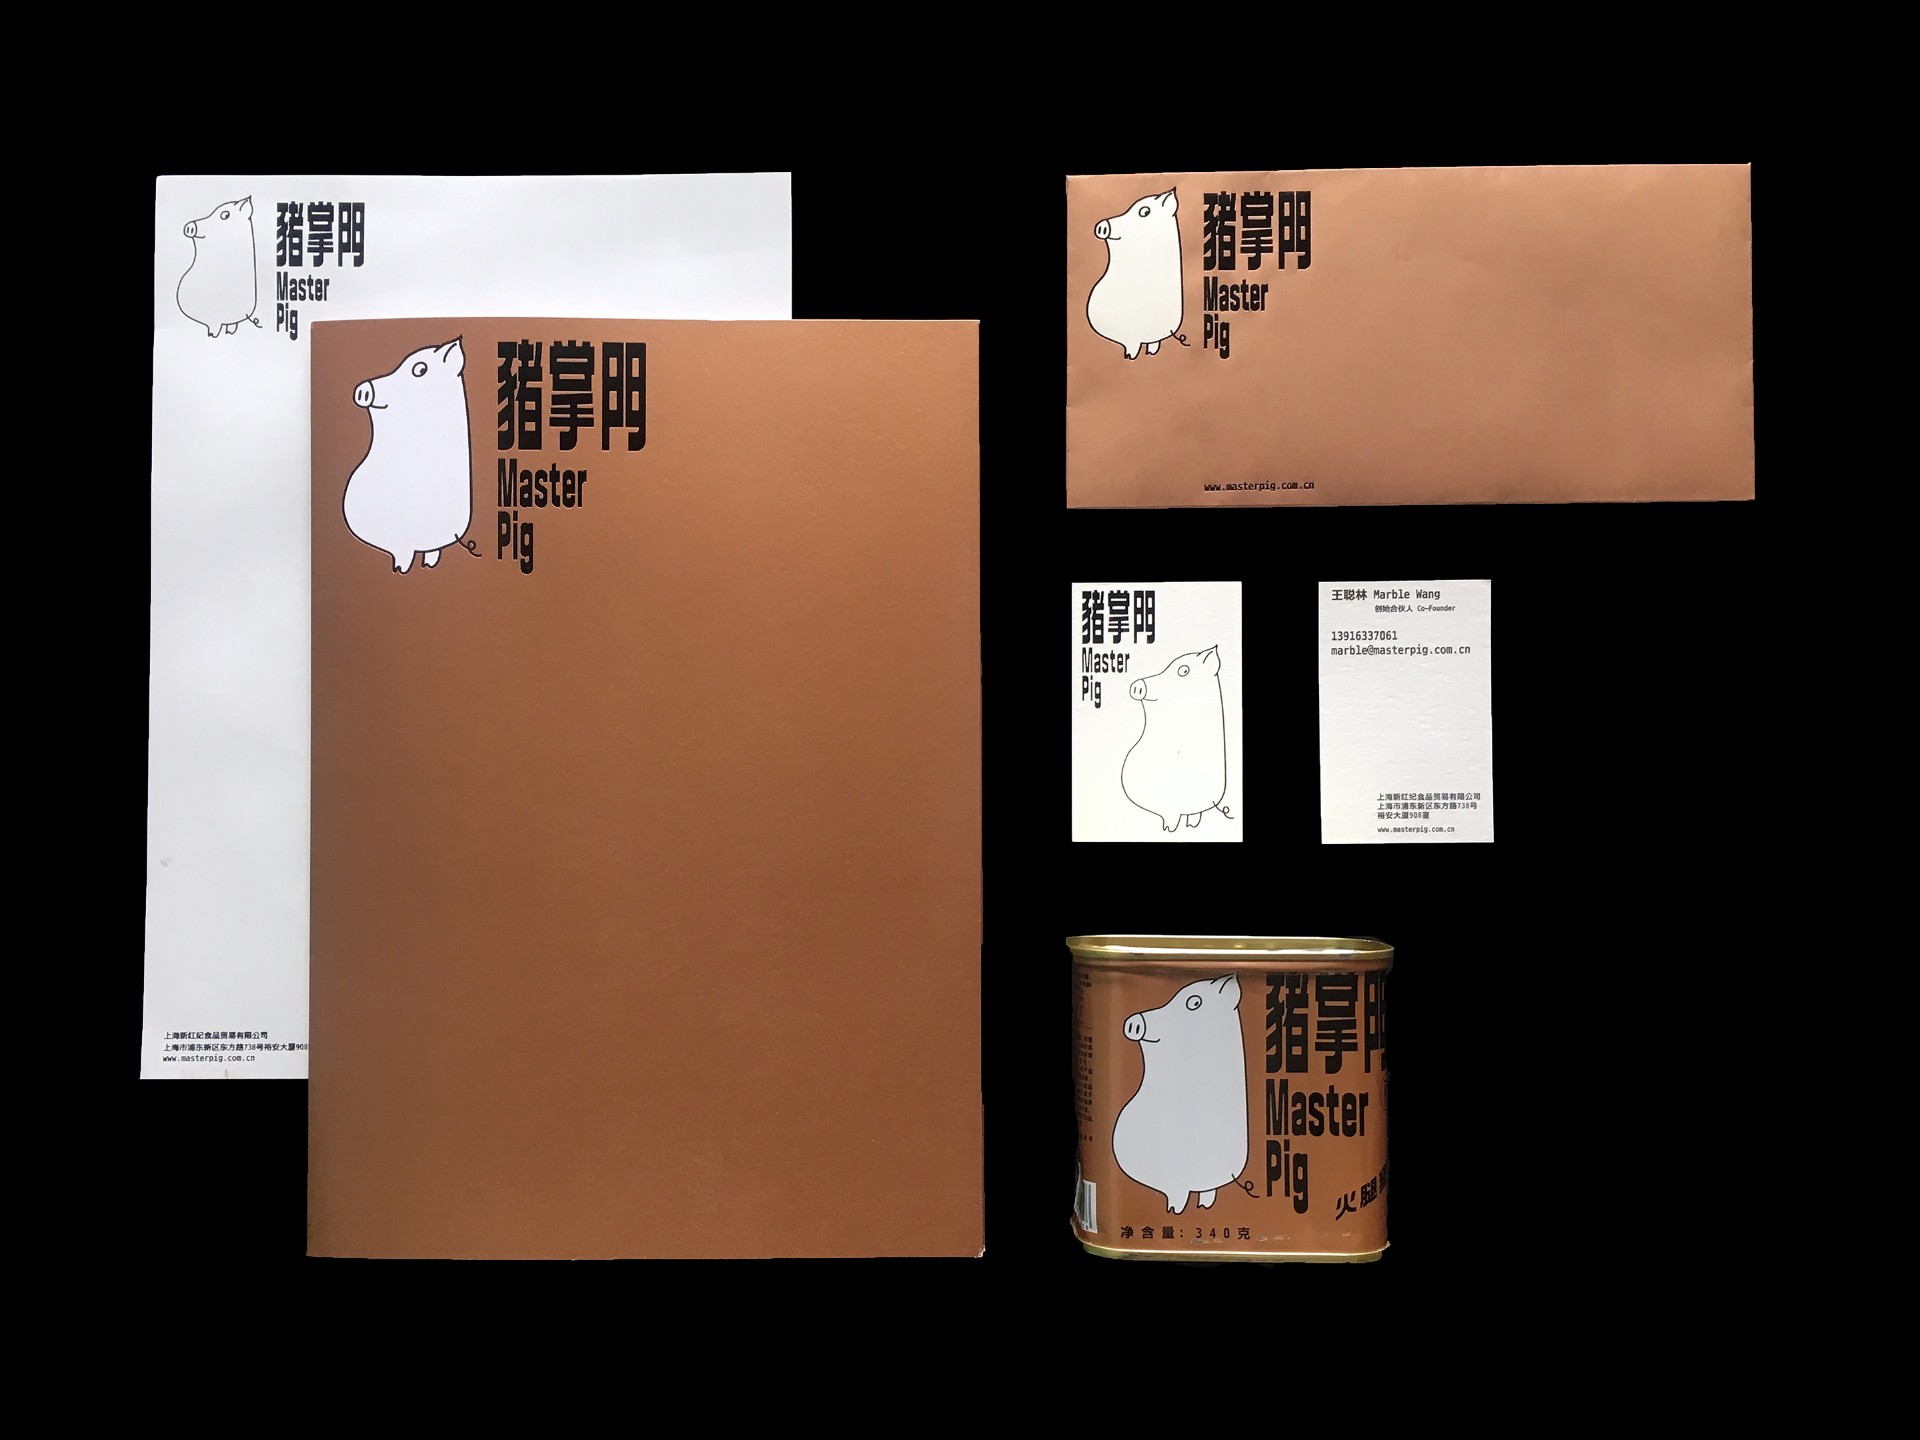 豬掌門
Master
Pig
上海新红纪食品贸易有限公司
上海市浦东新区东方路738号裕安大厦908
www.masterpig.com.cn
豬掌門
Master
Pig
豬掌門
Master
Pig
www.masterpig.com.cn
豬掌門
Master
Pig
王聪林 Marble Wang
创始合伙人 Co-Founder
13916337061
marble@masterpig.com.cn
上海新红纪食品贸易有限公司
上海市浦东新区东方路738号
裕安大厦908室
www.masterpig.com.cn
豬掌門
Master
Pig
火腿
净含量：340克